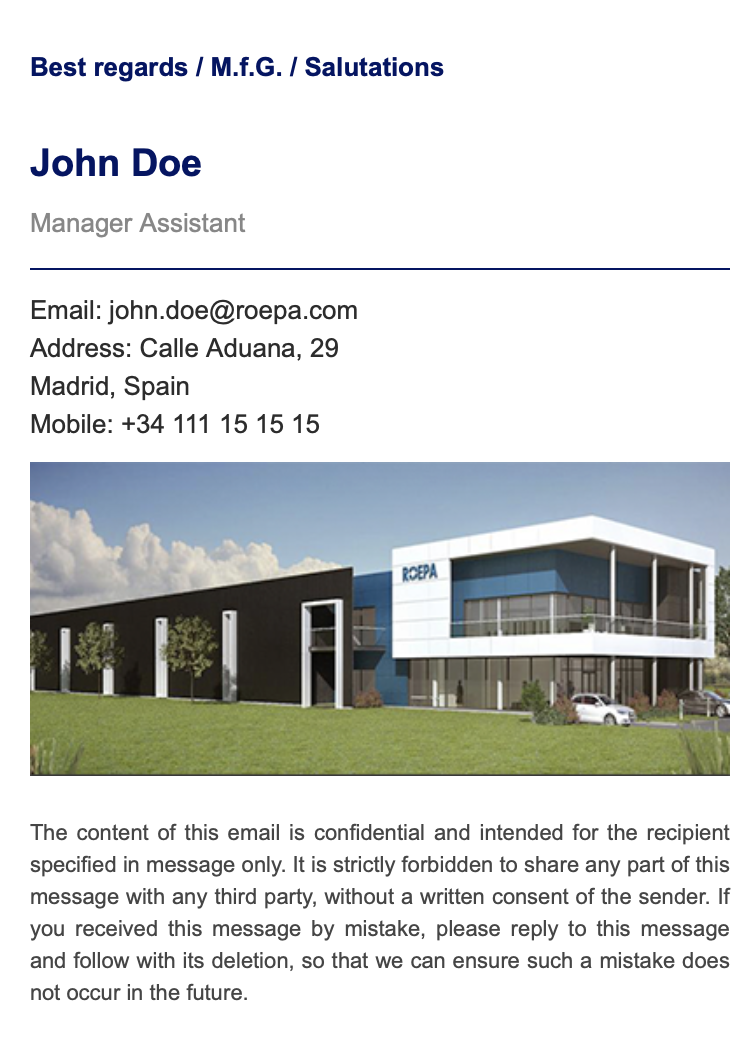 Best regards / M.f.G. / Salutations
John Doe
Manager Assistant
Email: john.doe@roepa.com
Address: Calle Aduana, 29
Madrid, Spain
Mobile: +34 111 15 15 15
ROEPA
The content of this email is confidential and intended for the recipient
specified in message only. It is strictly forbidden to share any part of this
message with any third party, without a written consent of the sender. If
you received this message by mistake, please reply to this message
and follow with its deletion, so that we can ensure such a mistake does
not occur in the future.